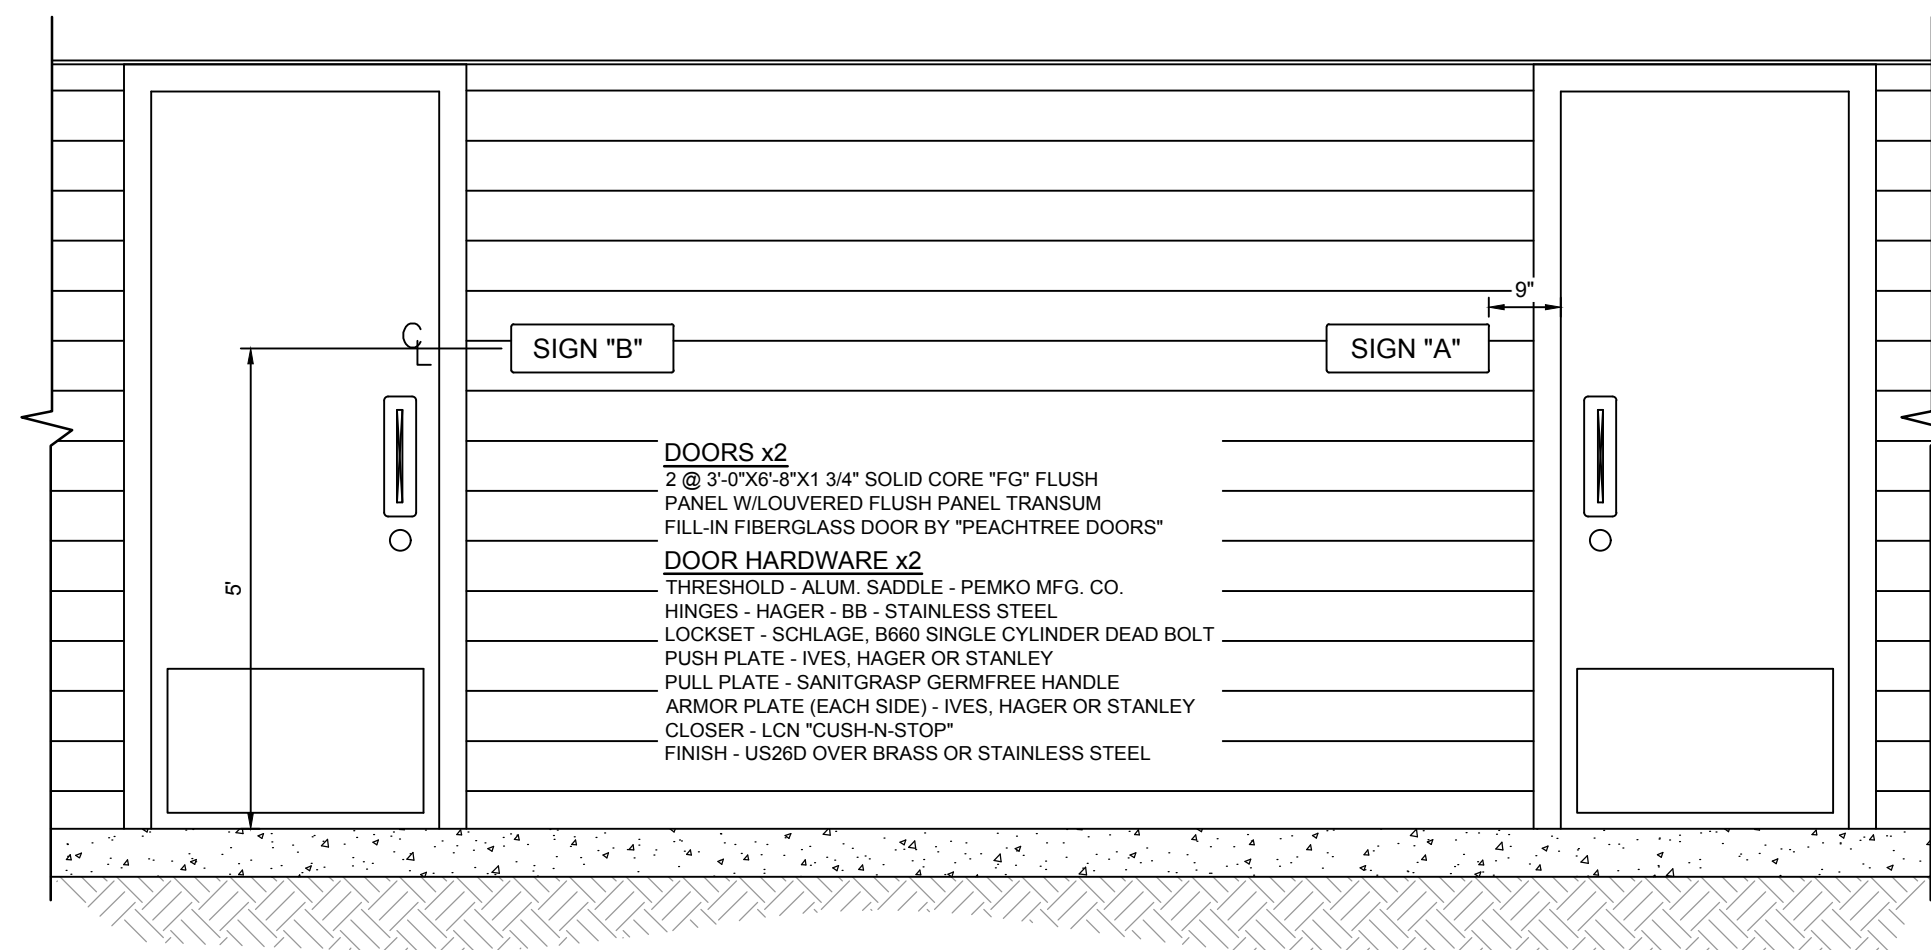 9"
C
L
SIGN "B"
SIGN "A"
DOORS x2
2 @ 3'-0"X6'-8"X1 3/4" SOLID CORE "FG" FLUSH
PANEL W/LOUVERED FLUSH PANEL TRANSUM
FILL-IN FIBERGLASS DOOR BY "PEACHTREE DOORS"
DOOR HARDWARE x2
THRESHOLD - ALUM. SADDLE - PEMKO MFG. CO.
HINGES - HAGER - BB - STAINLESS STEEL
LOCKSET - SCHLAGE, B660 SINGLE CYLINDER DEAD BOLT
PUSH PLATE - IVES, HAGER OR STANLEY
PULL PLATE - SANITGRASP GERMFREE HANDLE
ARMOR PLATE (EACH SIDE) - IVES, HAGER OR STANLEY
CLOSER - LCN "CUSH-N-STOP"
FINISH - US26D OVER BRASS OR STAINLESS STEEL
5'